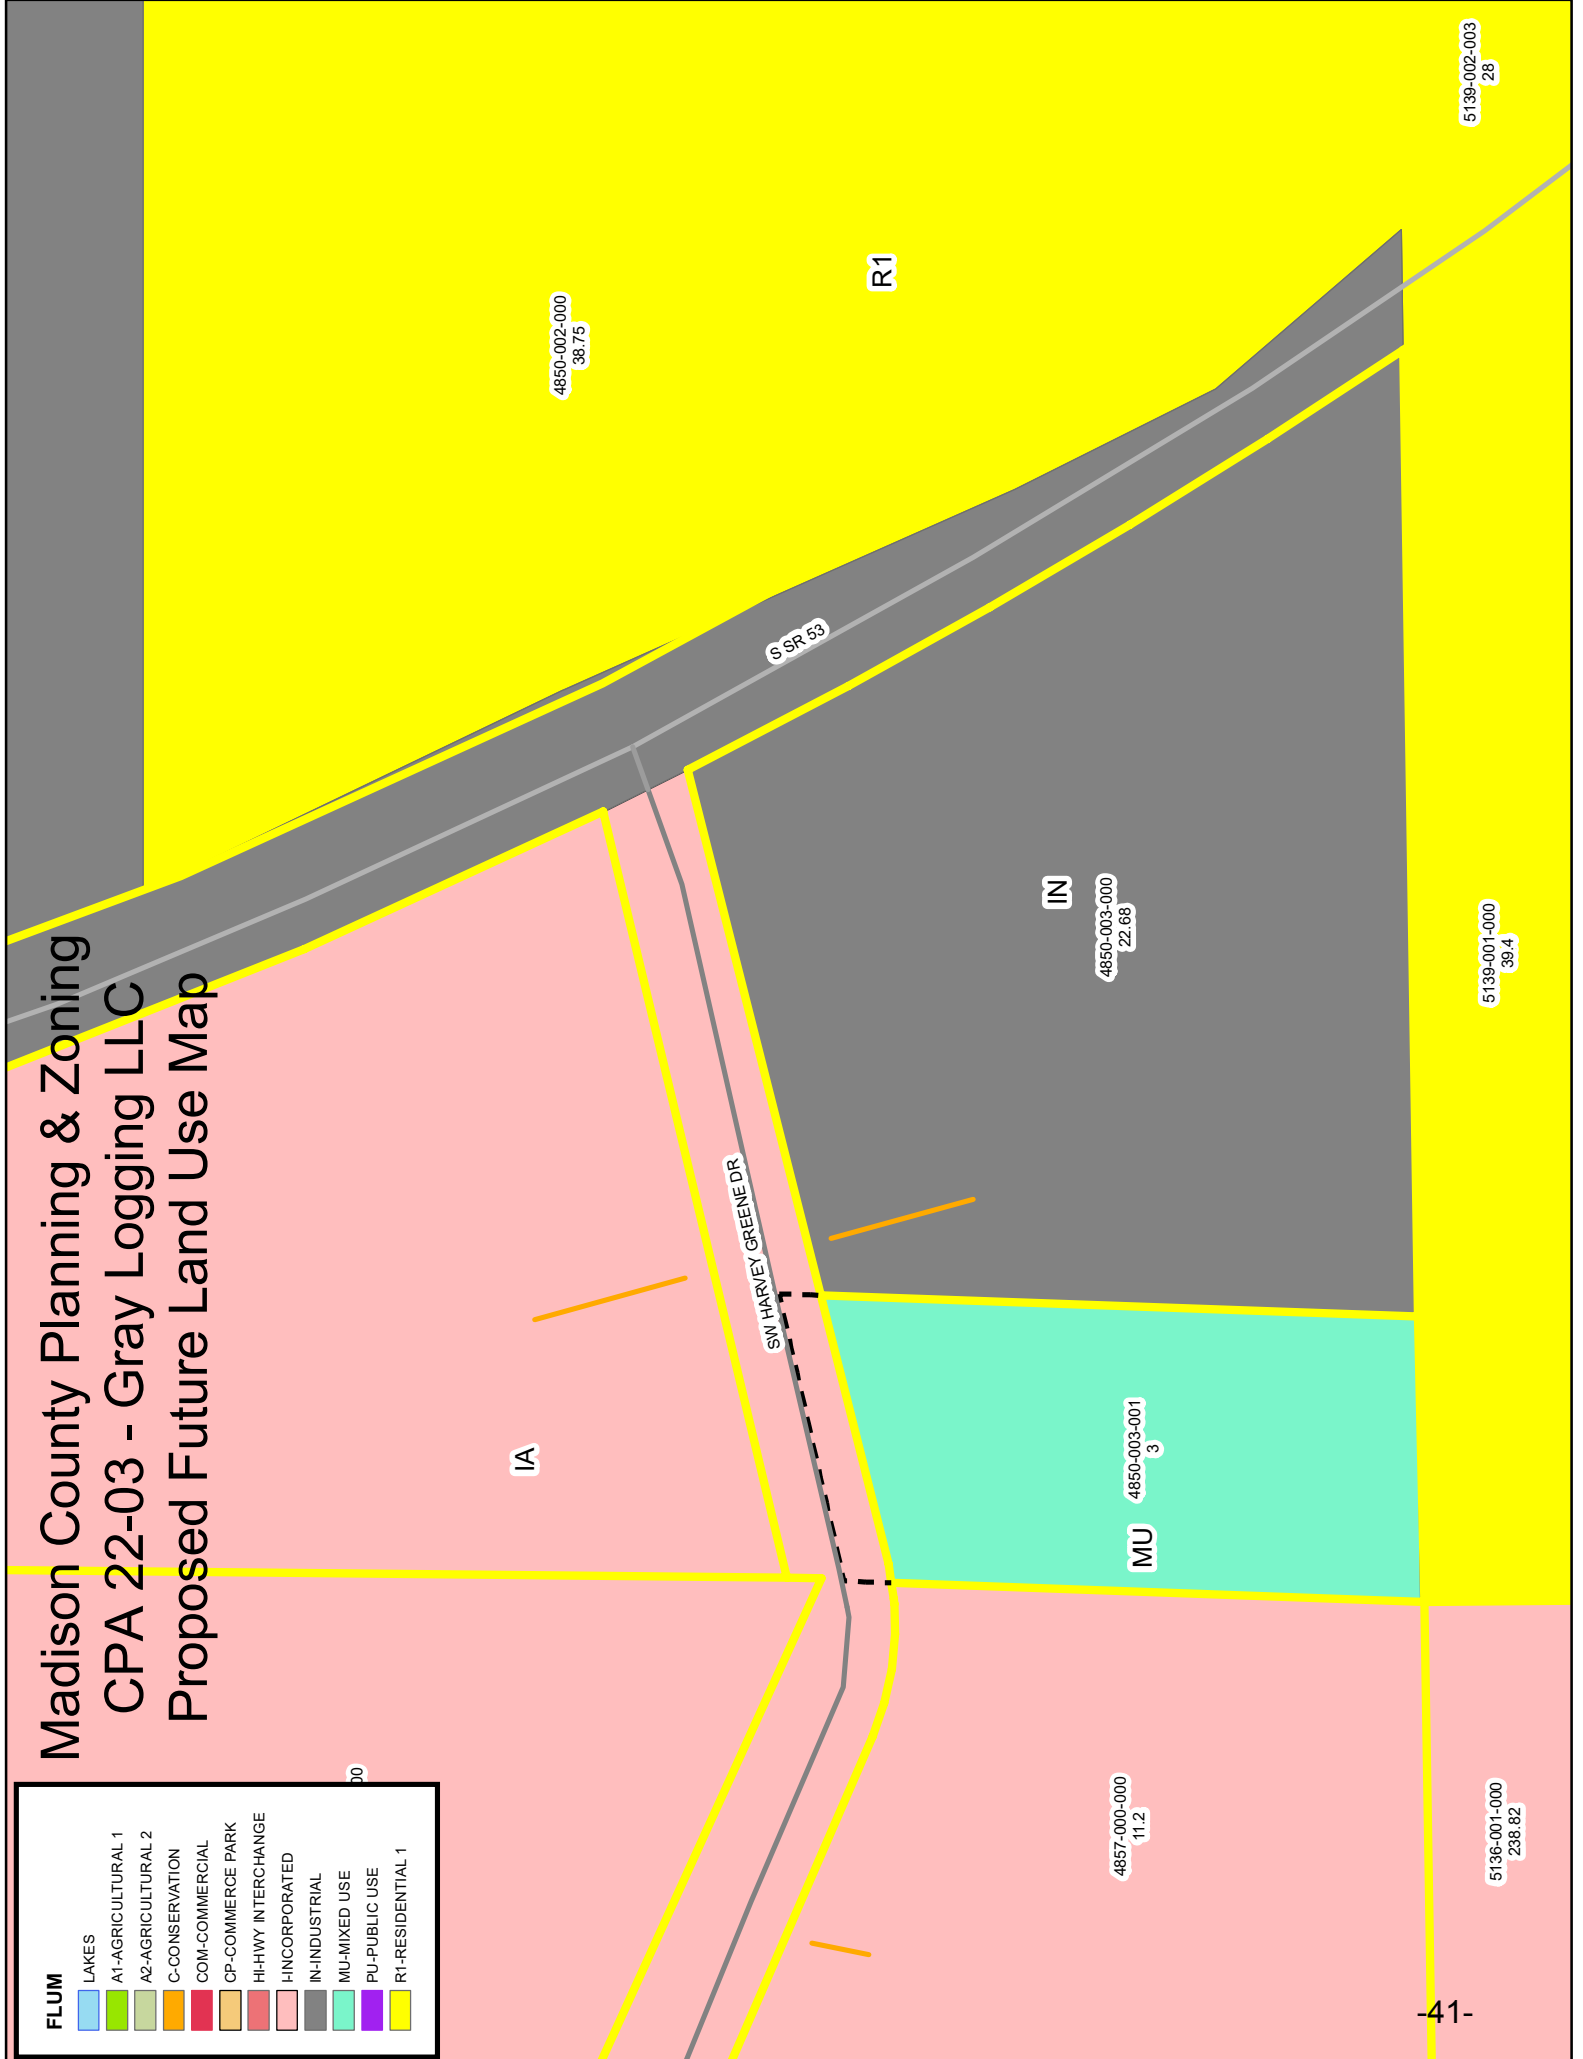 Madison County Planning & Zoning
CPA 22-03 - Gray Logging LLC
Proposed Future Land Use Map
FLUM
LAKES
A1-AGRICULTURAL 1
A2-AGRICULTURAL 2
C-CONSERVATION
COM-COMMERCIAL
CP-COMMERCE PARK
HI-HWY INTERCHANGE
I-INCORPORATED
IN-INDUSTRIAL
MU-MIXED USE
PU-PUBLIC USE
R1-RESIDENTIAL 1
00
IA
4850-002-000
38.75
R1
S SR 53
SW HARVEY GREENE DR
IN
4850-003-000
22.68
4850-003-001
3
MU
4857-000-000
11.2
5136-001-000
238.82
5139-001-000
39.4
5139-002-003
28
-41-